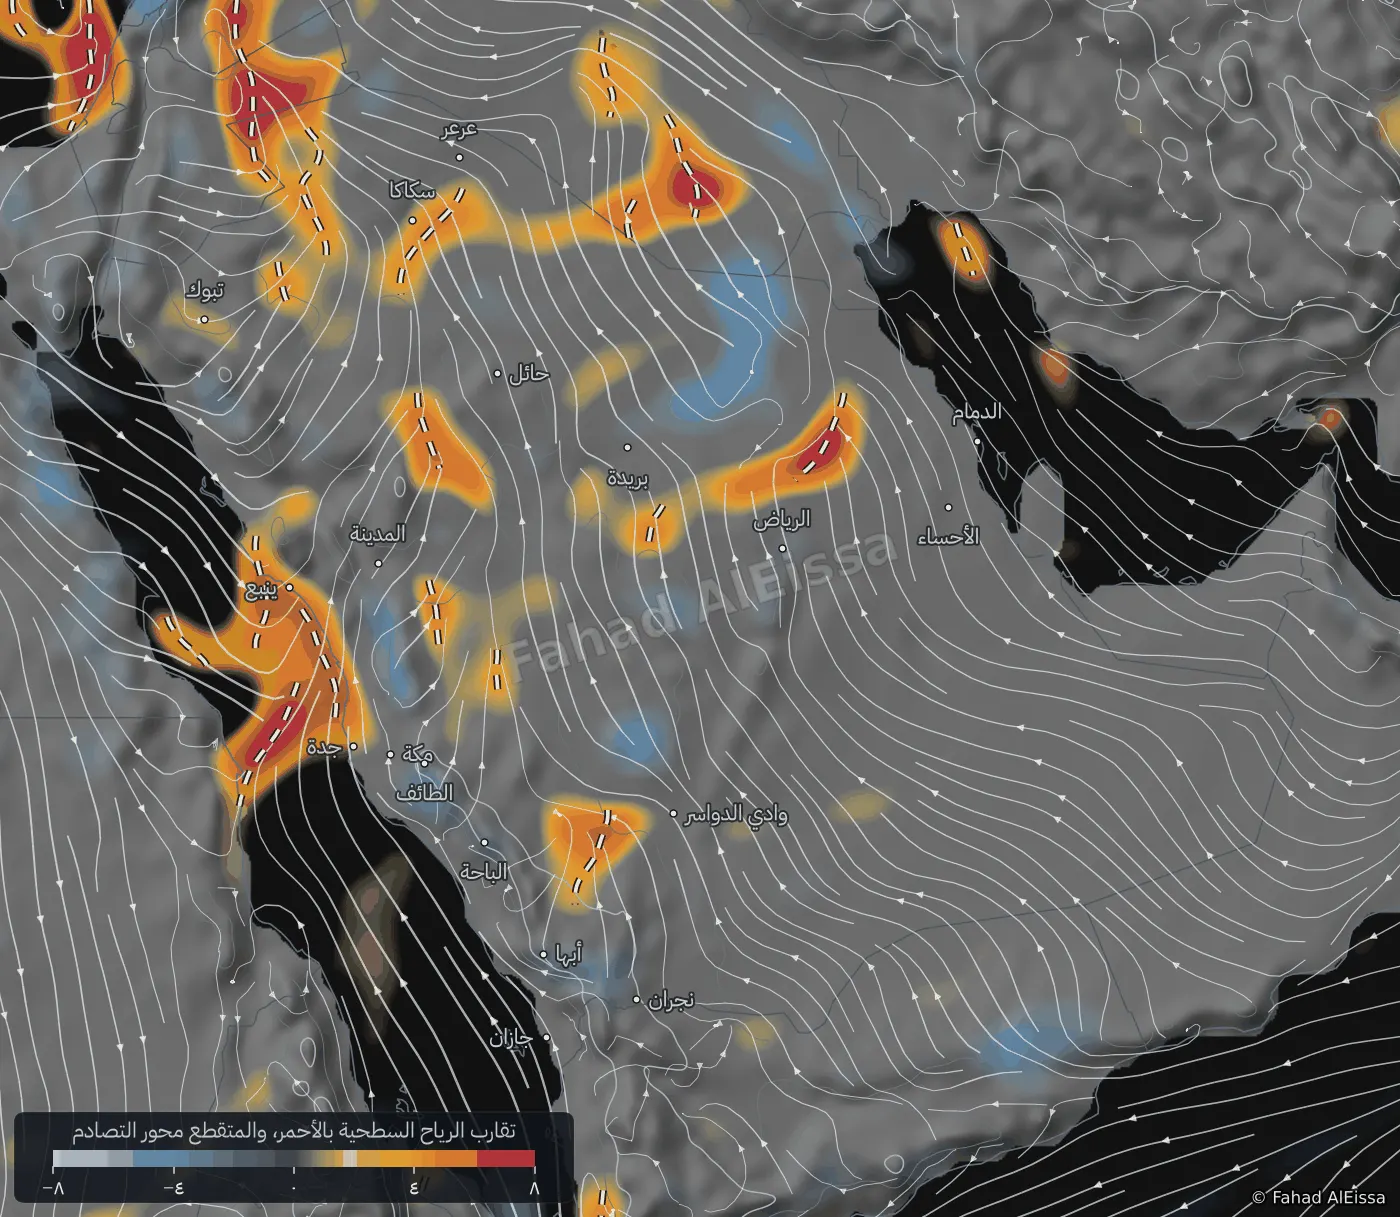 عرعر
سكاكا
تبوك
حائل
الدمام
بريدة
الرياض
الأحساء
المدينة
ينبع
Fahad AlEissa
جدة
مكة
الطائف
وادي الدواسر
الباحة
أبها
نجران
جازان
تقارب الرياح السطحية بالأحمر، والمتقطع محور التصادم
−٨ −٤ ٠ ٤ ٨
© Fahad AlEissa